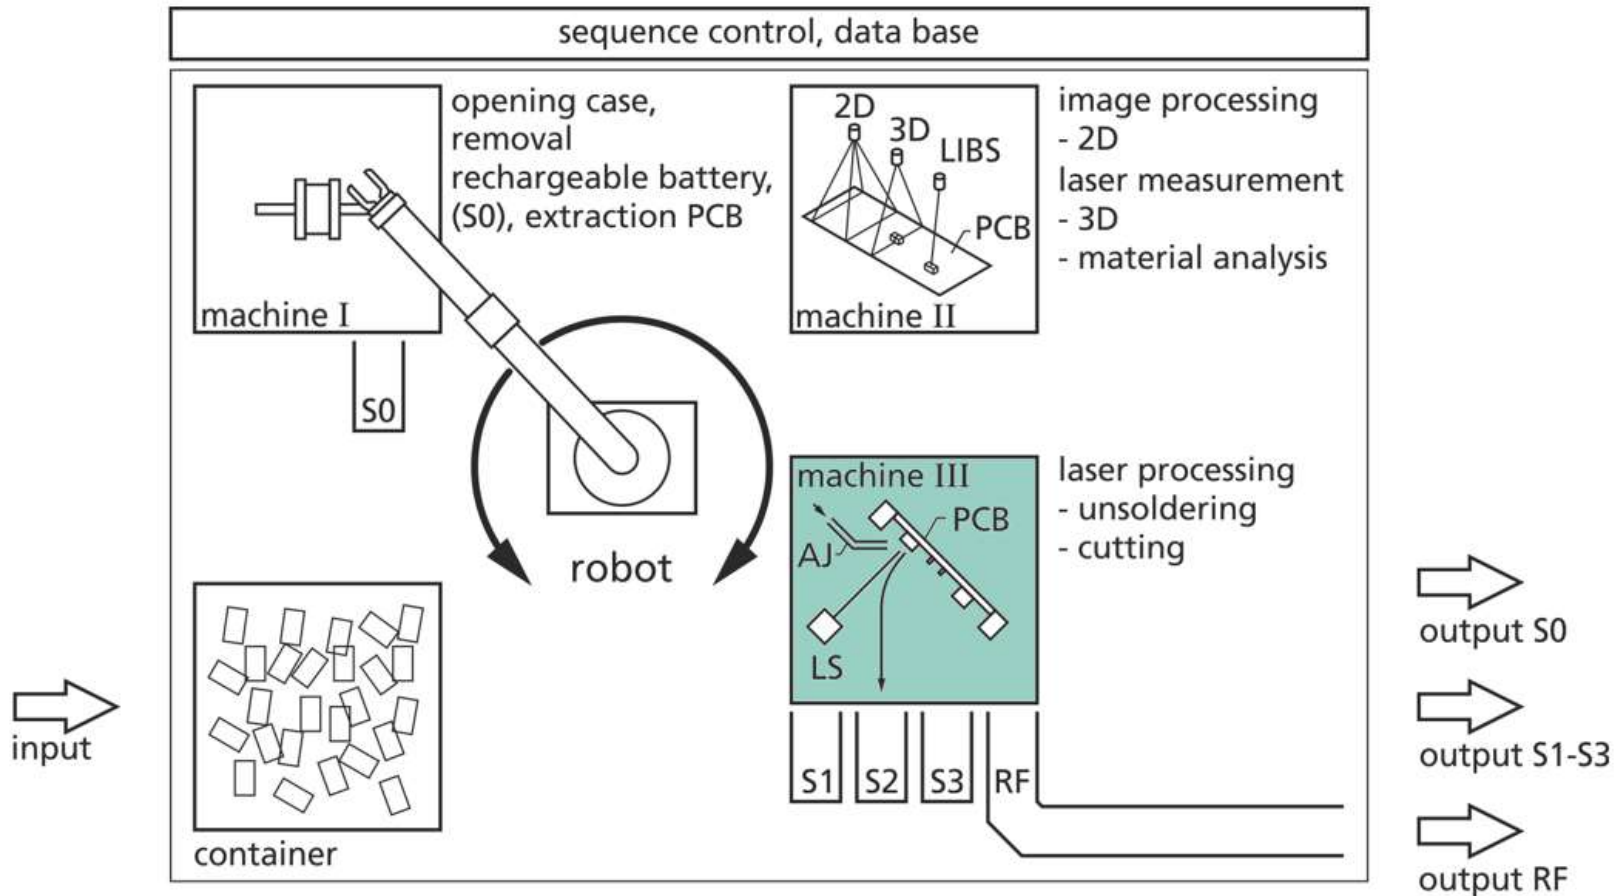 sequence control, data base
opening case,
removal
rechargeable battery,
(S0), extraction PCB
machine I
S0
2D
3D
LIBS
PCB
machine II
image processing
- 2D
laser measurement
- 3D
- material analysis
robot
machine III
PCB
AJ
LS
laser processing
- unsoldering
- cutting
S1
S2
S3
RF
input
container
output S0
output S1-S3
output RF